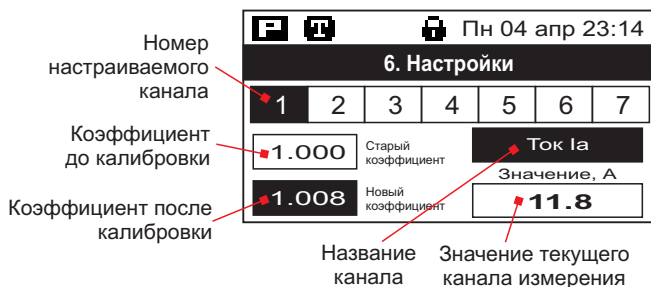 P T Пн 04 апр 23:14
6. Настройки
1 2 3 4 5 6 7
Номер
настраиваемого
канала
Коэффициент
до калибровки
Коэффициент после
калибровки
1.000 Старый
коэффициент
1.008 Новый
коэффициент
Ток Ia
Значение, А
11.8
Название
канала
Значение текущего
канала измерения